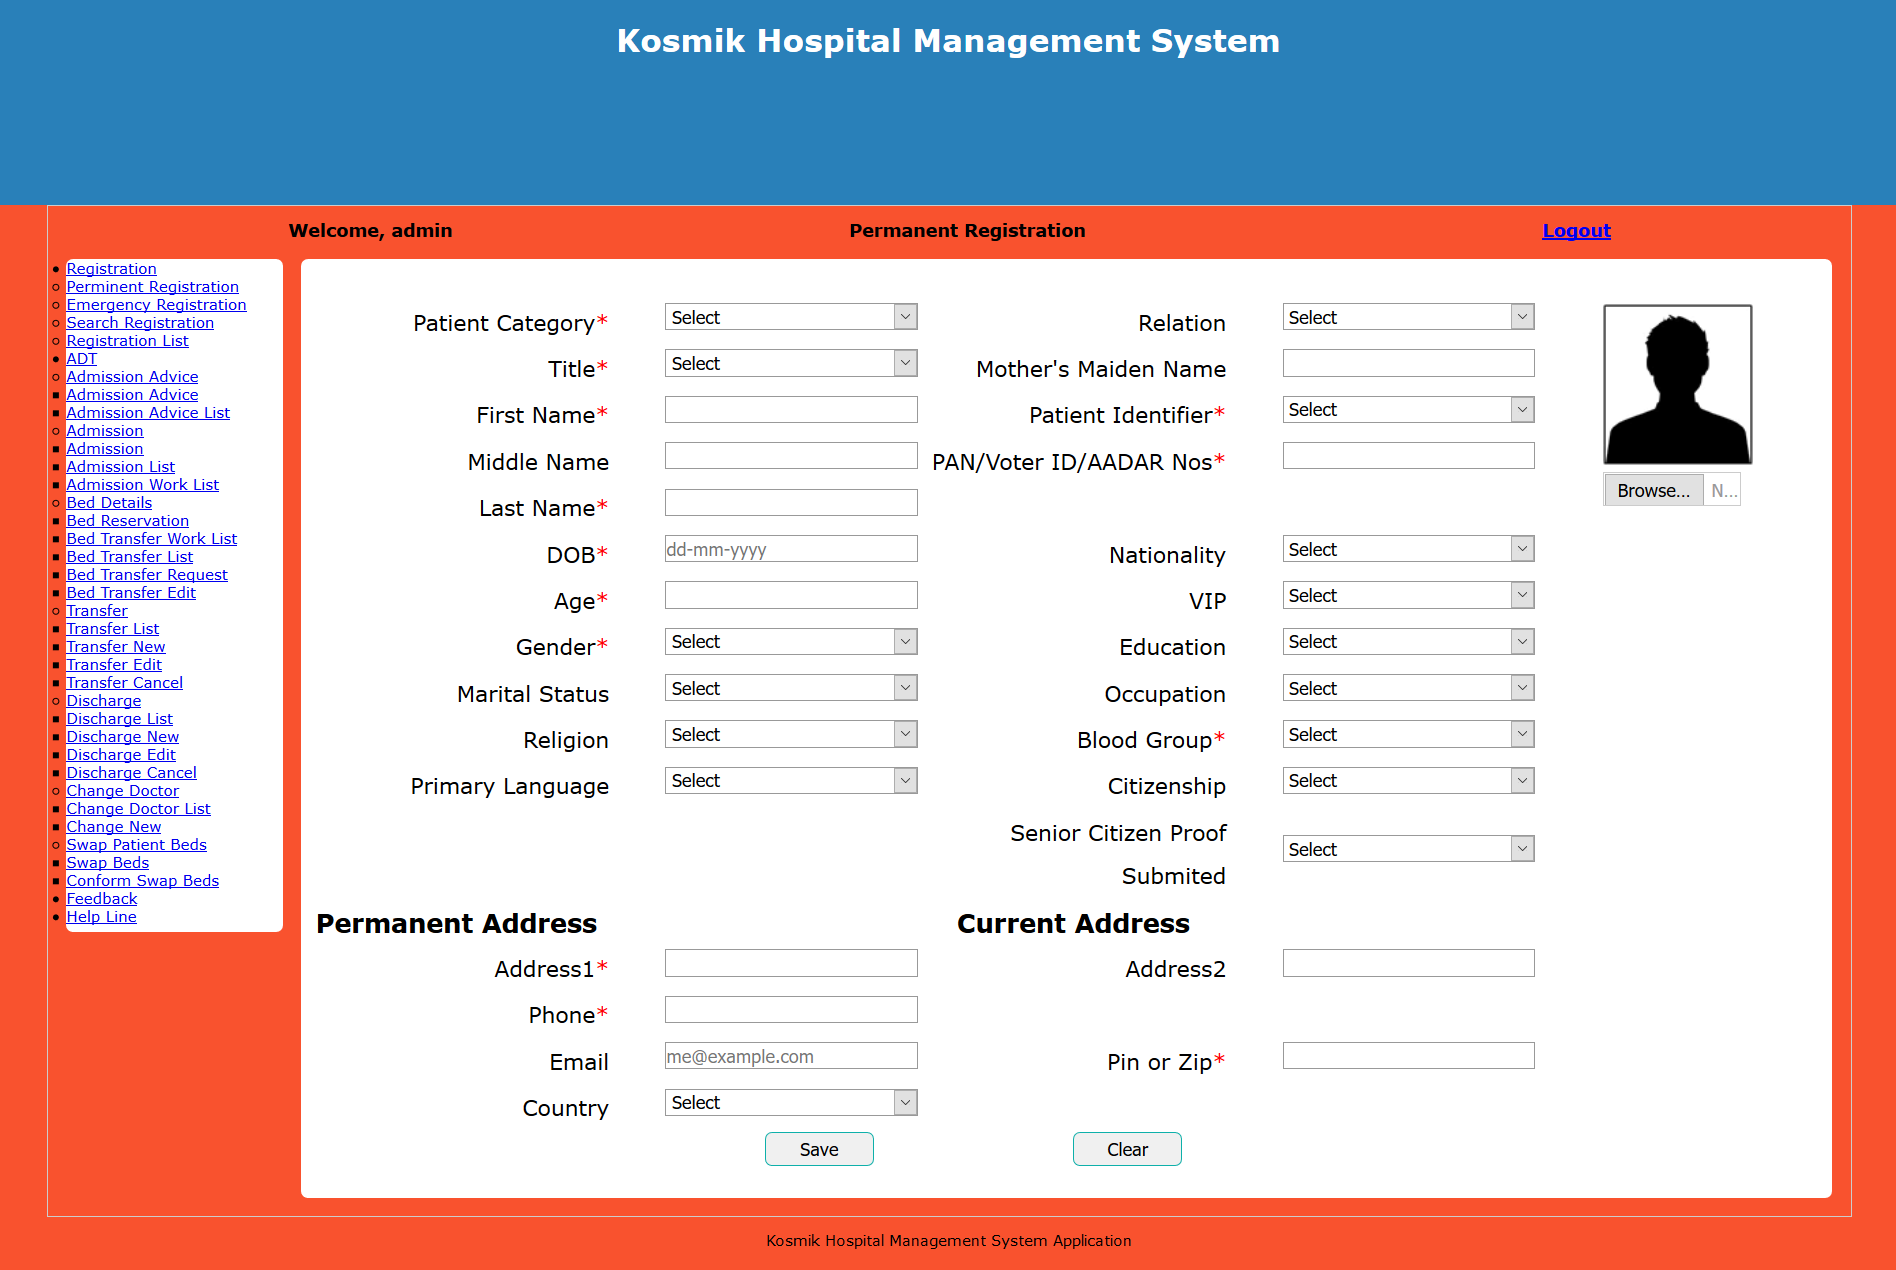 Kosmik Hospital Management System
Welcome, admin
Permanent Registration
Logout
Registration
Perminent Registration
Emergency Registration
Search Registration
Registration List
ADT
Admission Advice
Admission Advice
Admission Advice List
Admission
Admission
Admission List
Admission Work List
Bed Details
Bed Reservation
Bed Transfer Work List
Bed Transfer List
Bed Transfer Request
Bed Transfer Edit
Transfer
Transfer List
Transfer New
Transfer Edit
Transfer Cancel
Discharge
Discharge List
Discharge New
Discharge Edit
Discharge Cancel
Change Doctor
Change Doctor List
Change New
Swap Patient Beds
Swap Beds
Conform Swap Beds
Feedback
Help Line
Patient Category* Select Relation Select
Title* Select Mother's Maiden Name
First Name* Patient Identifier* Select
Middle Name PAN/Voter ID/AADAR Nos*
Browse... N...
Last Name*
DOB* dd-mm-yyyy Nationality Select
Age* VIP Select
Gender* Select Education Select
Marital Status Select Occupation Select
Religion Select Blood Group* Select
Primary Language Select Citizenship Select
Senior Citizen Proof
Submited Select
Permanent Address Current Address
Address1* Address2
Phone*
Email me@example.com Pin or Zip*
Country Select
Save Clear
Kosmik Hospital Management System Application